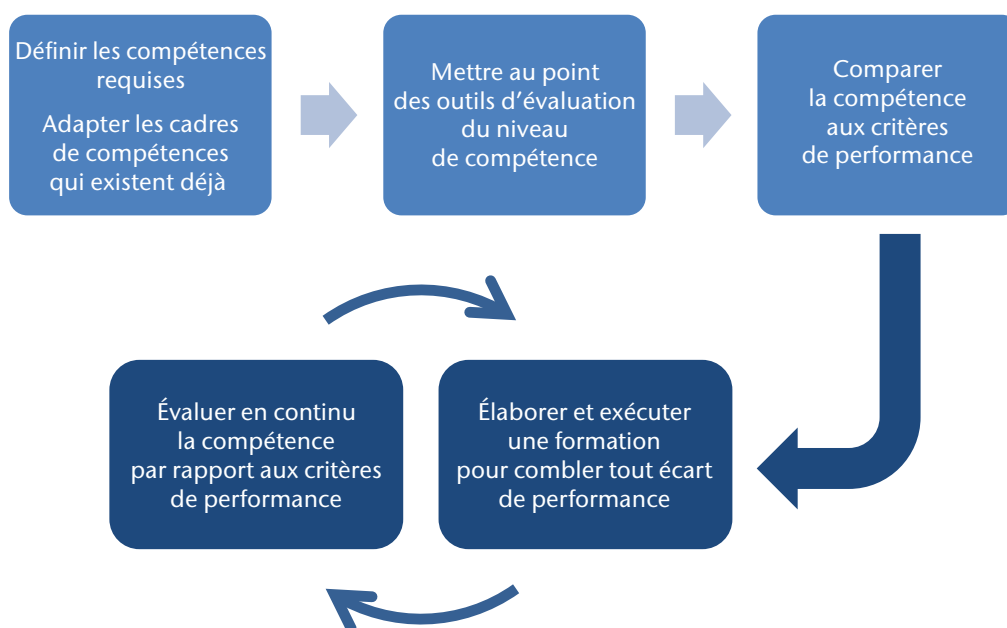 Définir les compétences
requises
Adapter les cadres
de compétences
qui existent déjà
Mettre au point
des outils d’évaluation
du niveau
de compétence
Comparer
la compétence
aux critères
de performance
Évaluer en continu
la compétence
par rapport aux critères
de performance
Élaborer et exécuter
une formation
pour combler tout écart
de performance